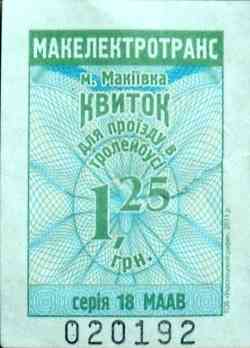 МАКЕЛЕКТРОТРАНС
м. Макіївка
КВИТОК
для проїзду в
тролейбусі
1,25
грн.
серія 18 МААВ
020192